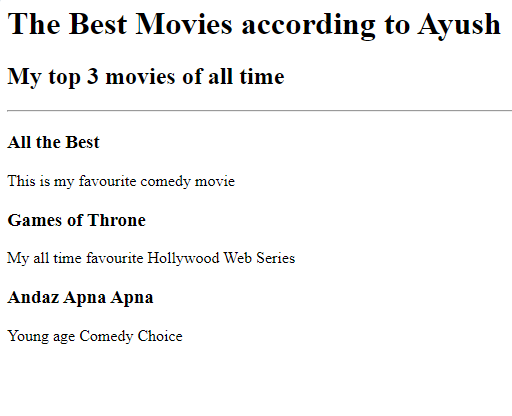 The Best Movies according to Ayush
My top 3 movies of all time
All the Best
This is my favourite comedy movie
Games of Throne
My all time favourite Hollywood Web Series
Andaz Apna Apna
Young age Comedy Choice